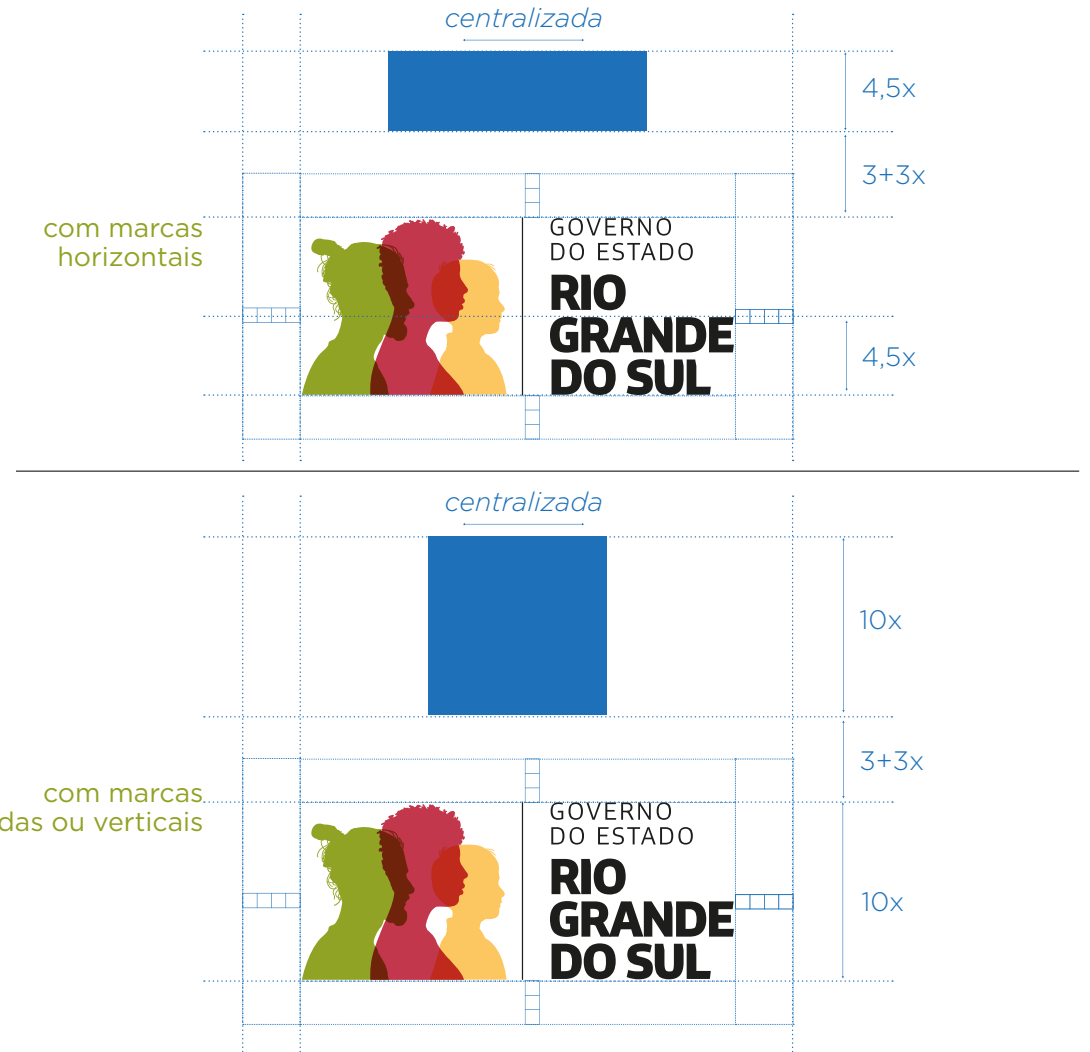 centralizada
4,5x
3+3x
com marcas
horizontais
GOVERNO
DO ESTADO
RIO
GRANDE
DO SUL
4,5x
centralizada
10x
3+3x
com marcas
das ou verticais
GOVERNO
DO ESTADO
RIO
GRANDE
DO SUL
10x